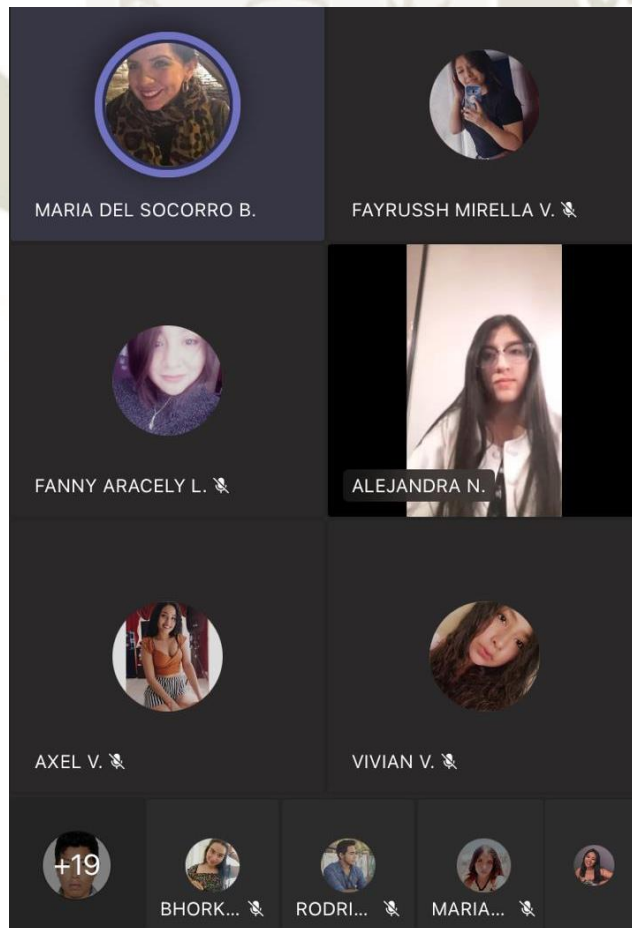 MARIA DEL SOCORRO B.
FAYRUSSH MIRELLA V.
FANNY ARACELY L.
ALEJANDRA N.
AXEL V.
VIVIAN V.
+19
BHORK...
RODRI...
MARIA...